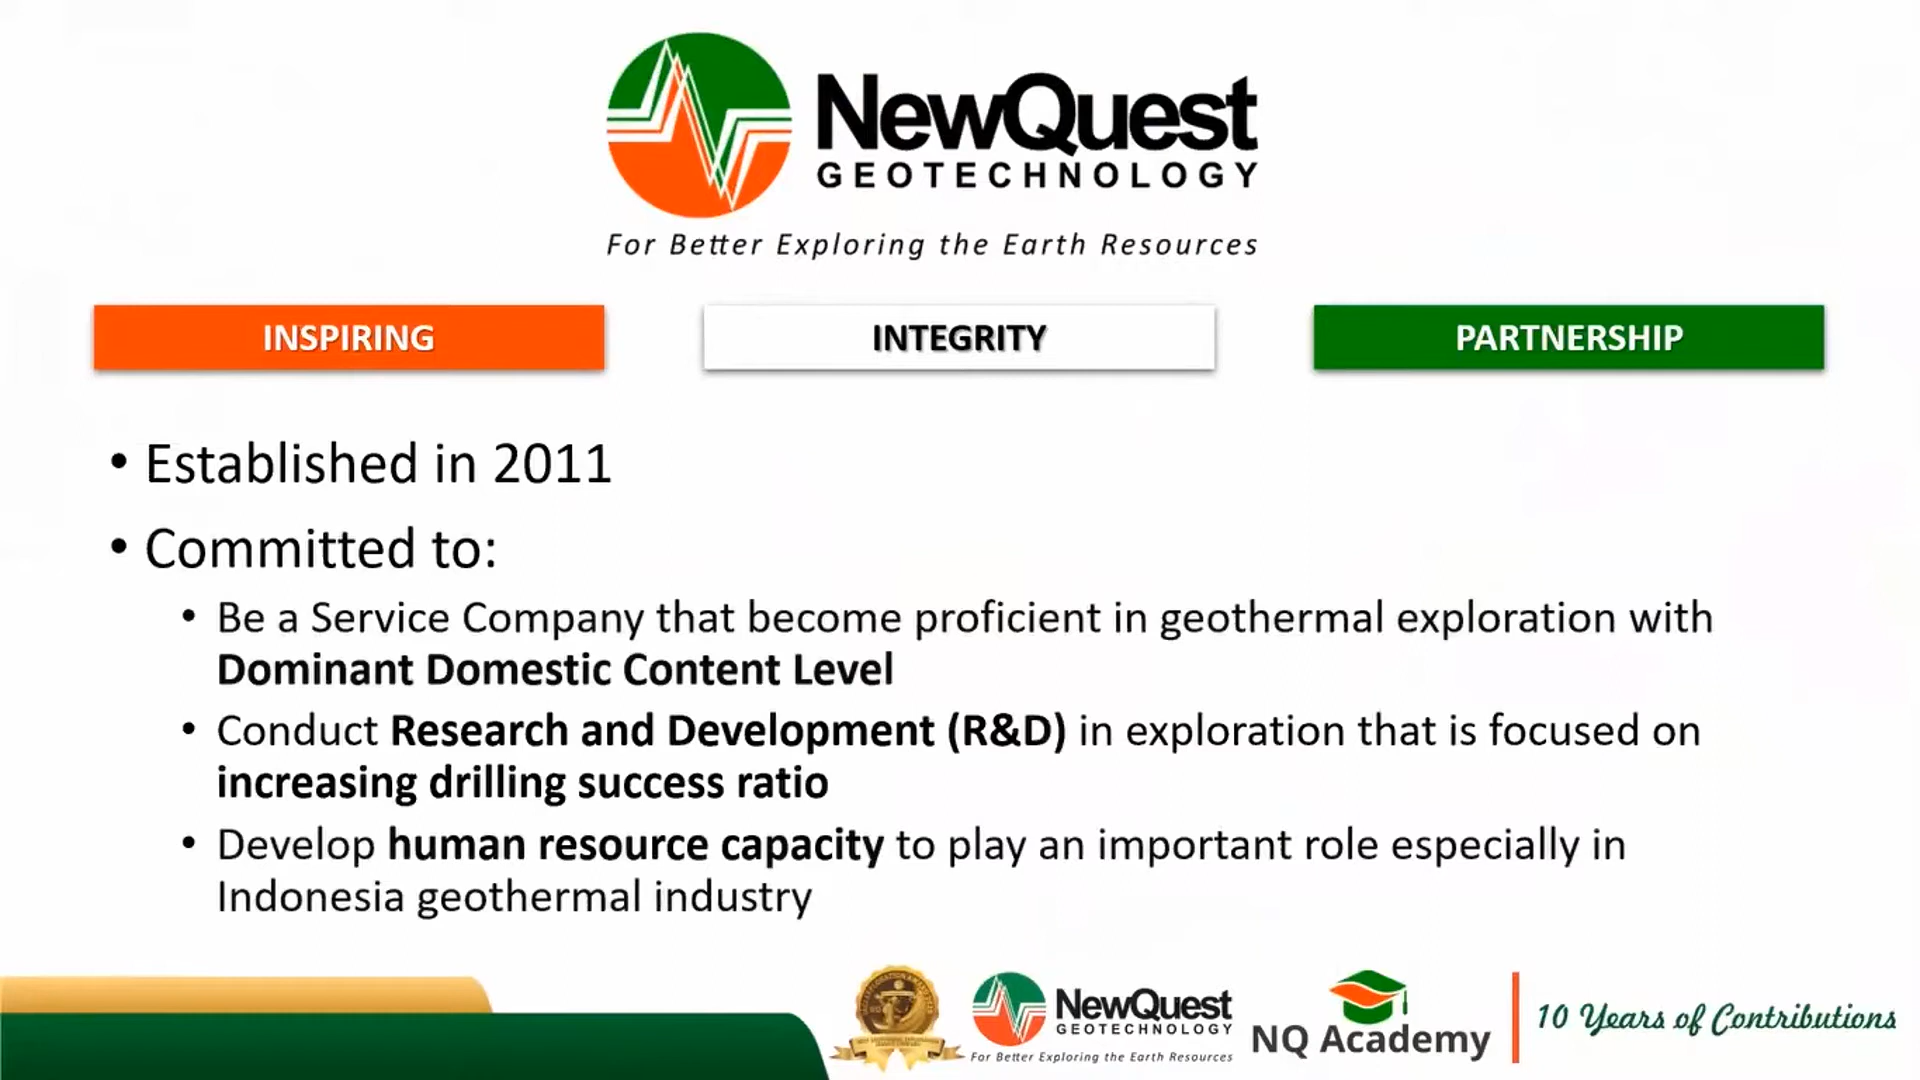 NewQuest
GEOTECHNOLOGY
For Better Exploring the Earth Resources
INSPIRING
INTEGRITY
PARTNERSHIP
• Established in 2011
• Committed to:
• Be a Service Company that become proficient in geothermal exploration with
Dominant Domestic Content Level
• Conduct Research and Development (R&D) in exploration that is focused on
increasing drilling success ratio
• Develop human resource capacity to play an important role especially in
Indonesia geothermal industry
NewQuest
GEOTECHNOLOGY
For Better Exploring the Earth Resources
NQ Academy
10 Years of Contributions